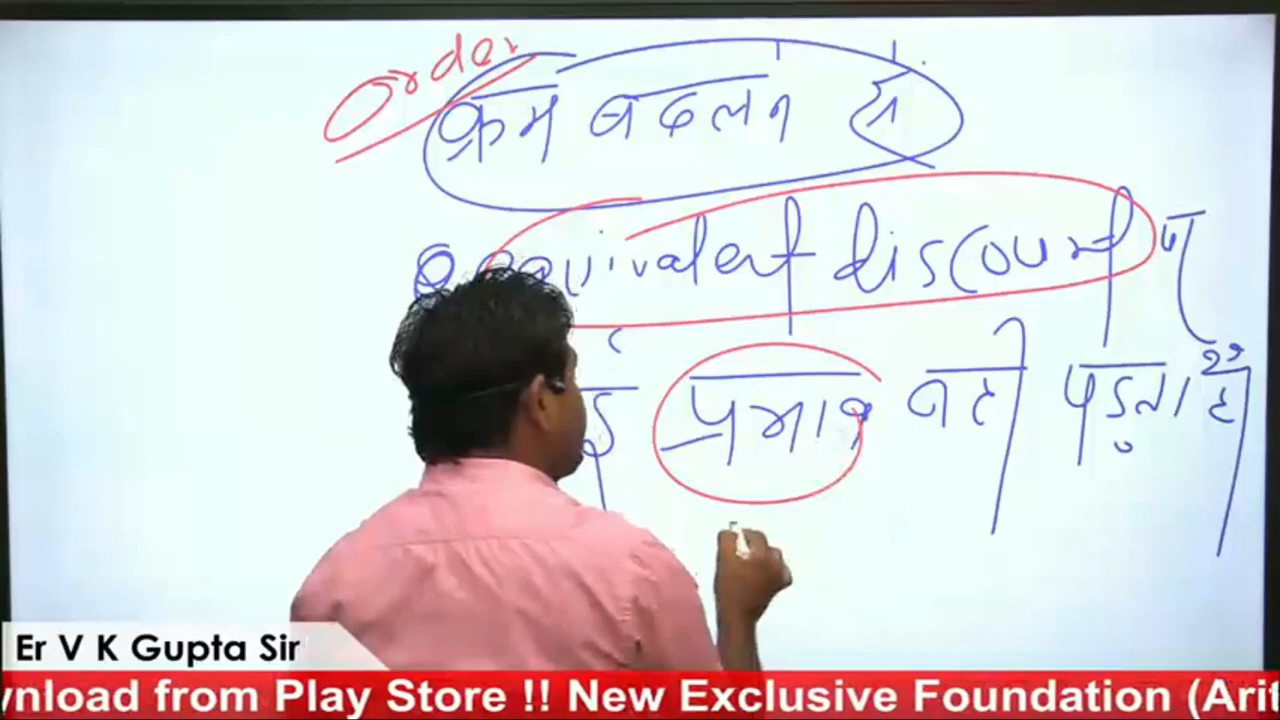 order
क्रम बदलन से
equivalent discount प
प्रभाव नही पड़ता है
Er V K Gupta Sir
wnload from Play Store !! New Exclusive Foundation (Arit